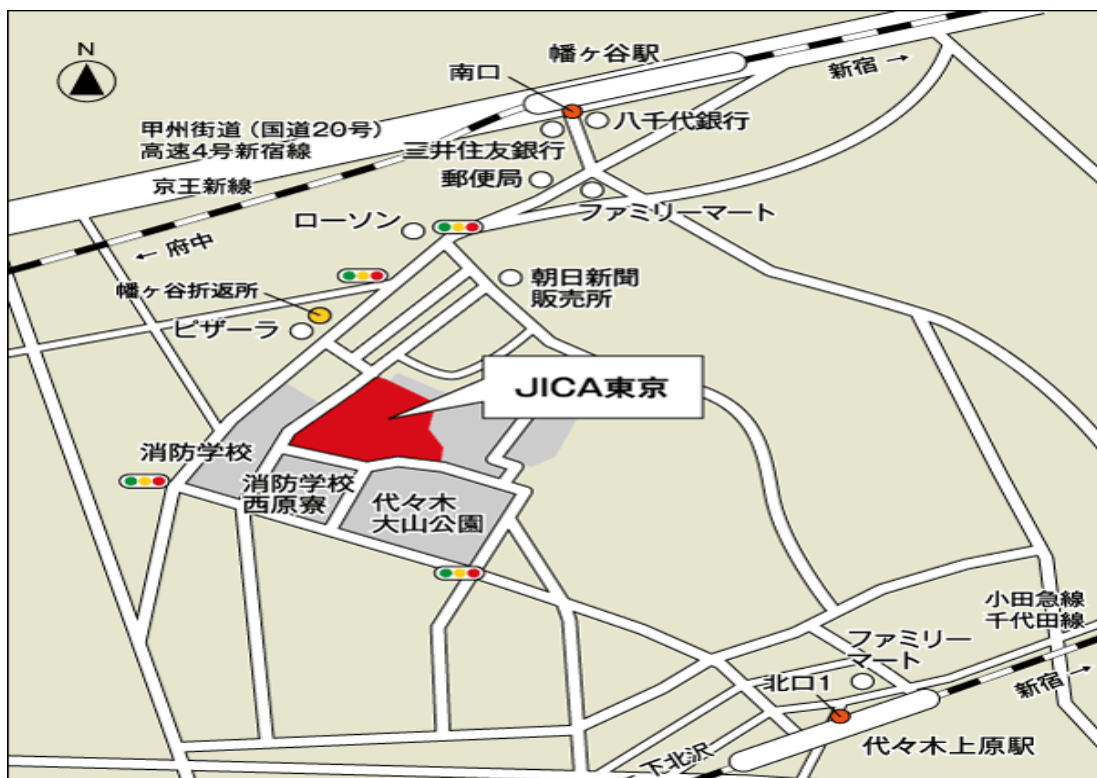 N
幡ヶ谷駅
新宿 →
南口
八千代銀行
甲州街道（国道20号）
高速4号新宿線
三井住友銀行
郵便局
京王新線
ファミリーマート
ローソン
← 府中
朝日新聞
販売所
幡ヶ谷折返所
ピザーラ
JICA東京
消防学校
消防学校
西原寮
代々木
大山公園
小田急線
千代田線
ファミリー
マート
北口1
新宿 →
代々木上原駅
下北沢